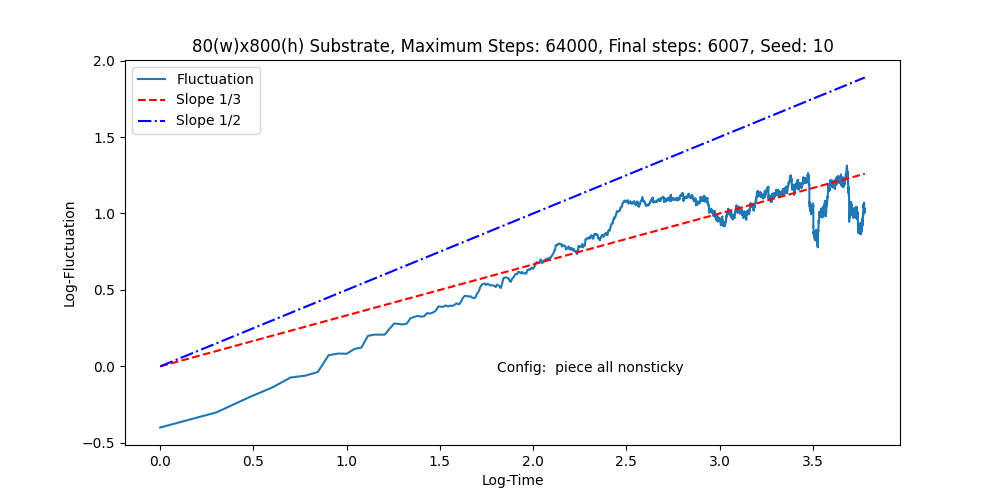 80(w)x800(h) Substrate, Maximum Steps: 64000, Final steps: 6007, Seed: 10
Fluctuation
Slope 1/3
Slope 1/2
2.0
1.5
1.0
0.5
0.0
−0.5
Log-Fluctuation
Config:  piece all nonsticky
0.0 0.5 1.0 1.5 2.0 2.5 3.0 3.5
Log-Time